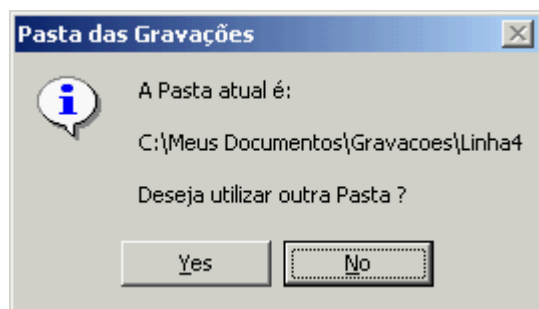 Pasta das Gravações
A Pasta atual é:
C:\Meus Documentos\Gravacoes\Linha4
Deseja utilizar outra Pasta ?
Yes No